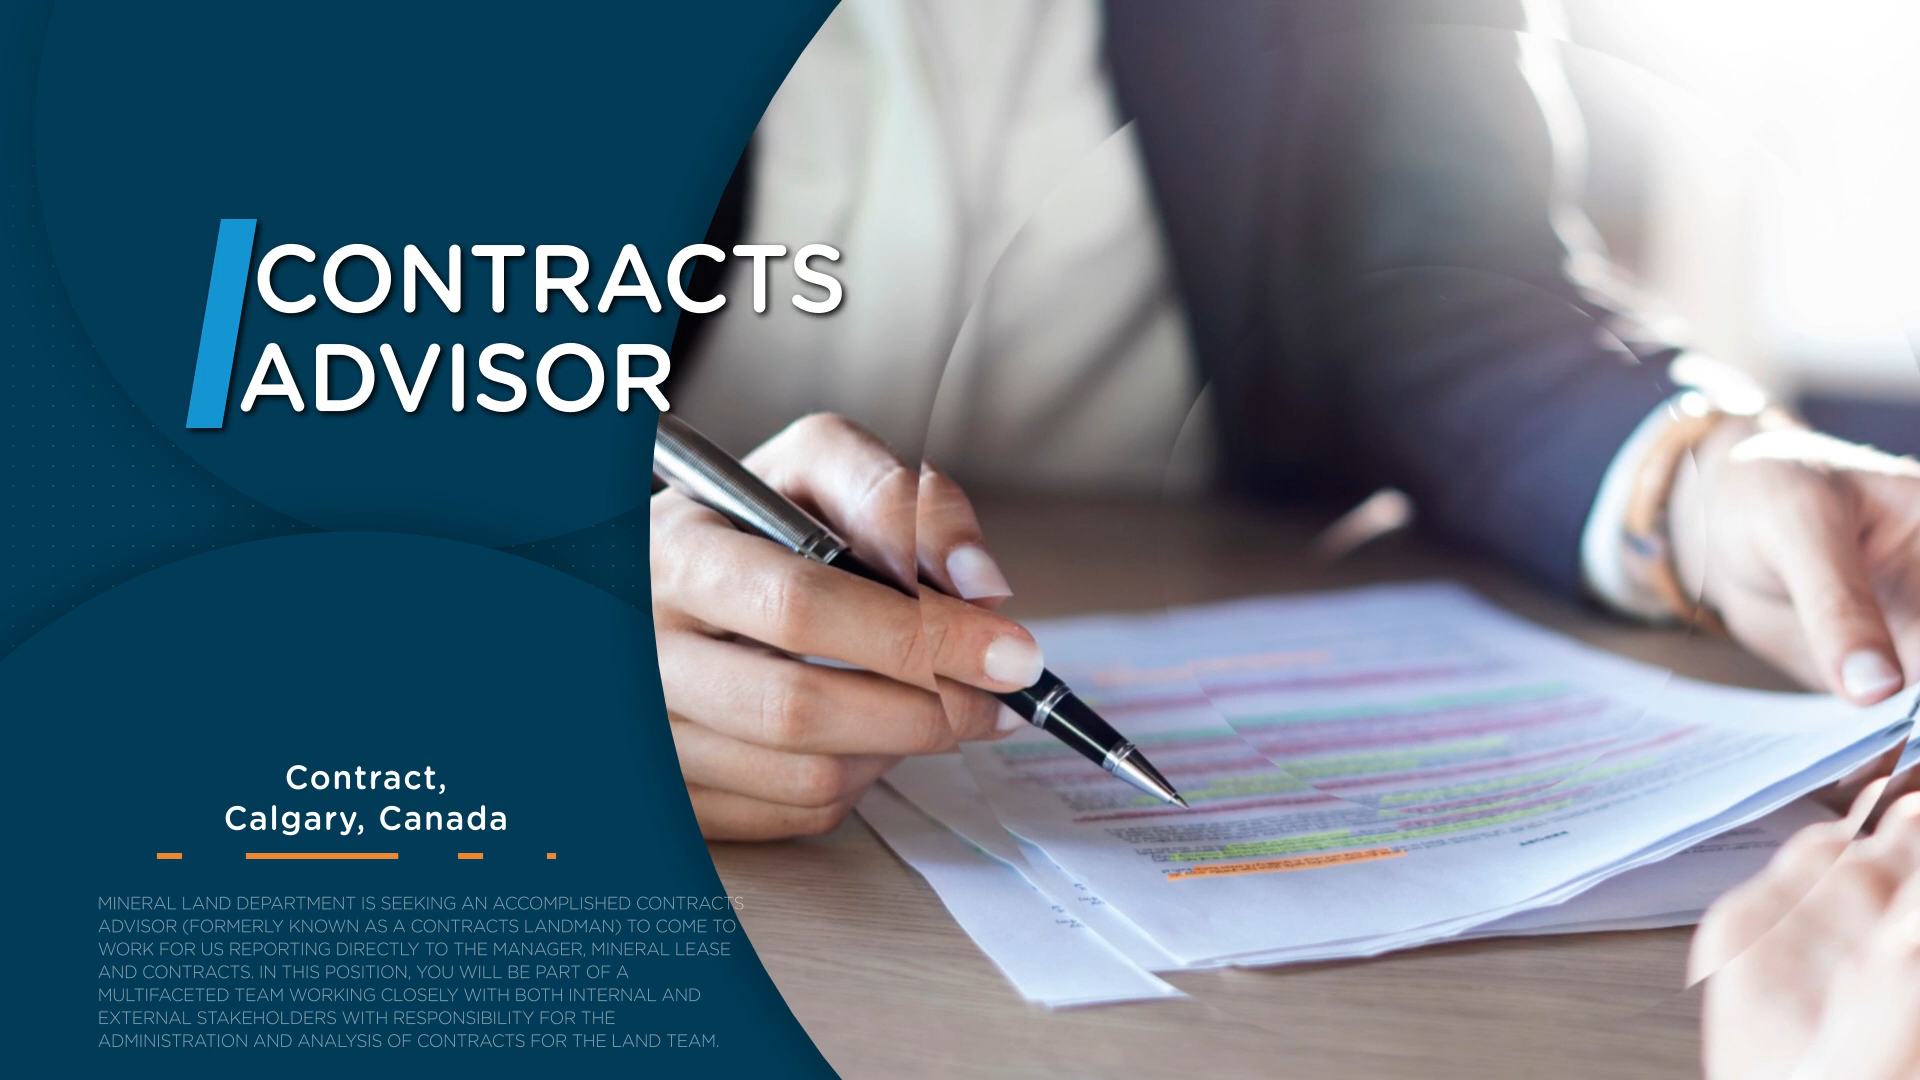 CONTRACTS
ADVISOR
Contract,
Calgary, Canada
MINERAL LAND DEPARTMENT IS SEEKING AN ACCOMPLISHED CONTRACTS
ADVISOR (FORMERLY KNOWN AS A CONTRACTS LANDMAN) TO COME TO
WORK FOR US REPORTING DIRECTLY TO THE MANAGER, MINERAL LEASE
AND CONTRACTS. IN THIS POSITION, YOU WILL BE PART OF A
MULTIFACETED TEAM WORKING CLOSELY WITH BOTH INTERNAL AND
EXTERNAL STAKEHOLDERS WITH RESPONSIBILITY FOR THE
ADMINISTRATION AND ANALYSIS OF CONTRACTS FOR THE LAND TEAM.